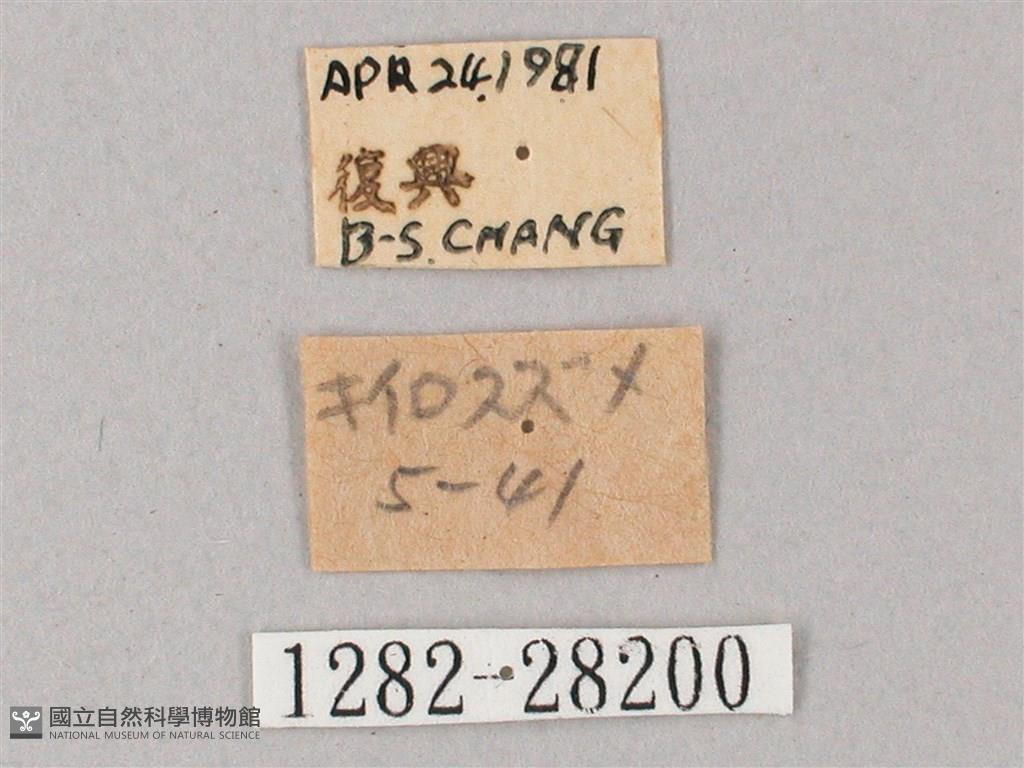 APR 24.1981
復興
B-S. CHANG
キイロスズメ
5-41
1282-28200
國立自然科學博物館
NATIONAL MUSEUM OF NATURAL SCIENCE